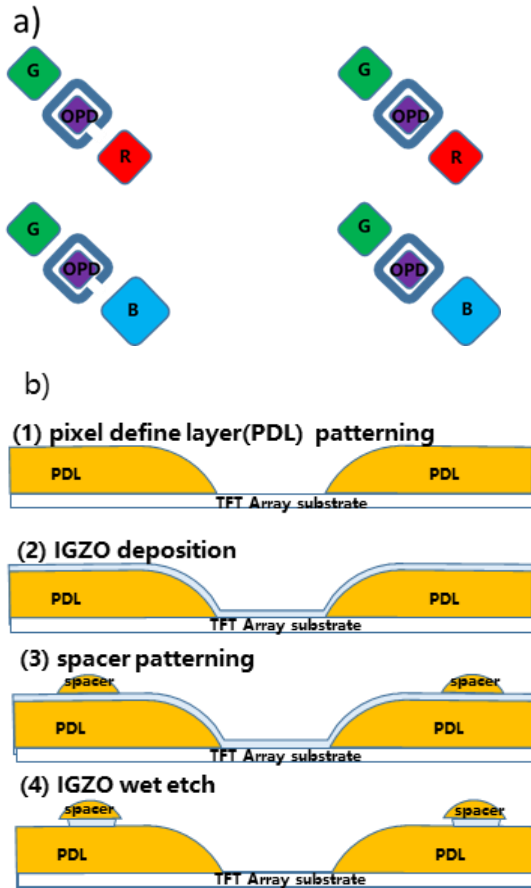 a)
G
G
OPD
OPD
R
R
G
G
OPD
OPD
B
B
b)
(1) pixel define layer(PDL) patterning
PDL
PDL
TFT Array substrate
(2) IGZO deposition
PDL
PDL
TFT Array substrate
(3) spacer patterning
spacer
spacer
PDL
PDL
TFT Array substrate
(4) IGZO wet etch
spacer
spacer
PDL
PDL
TFT Array substrate